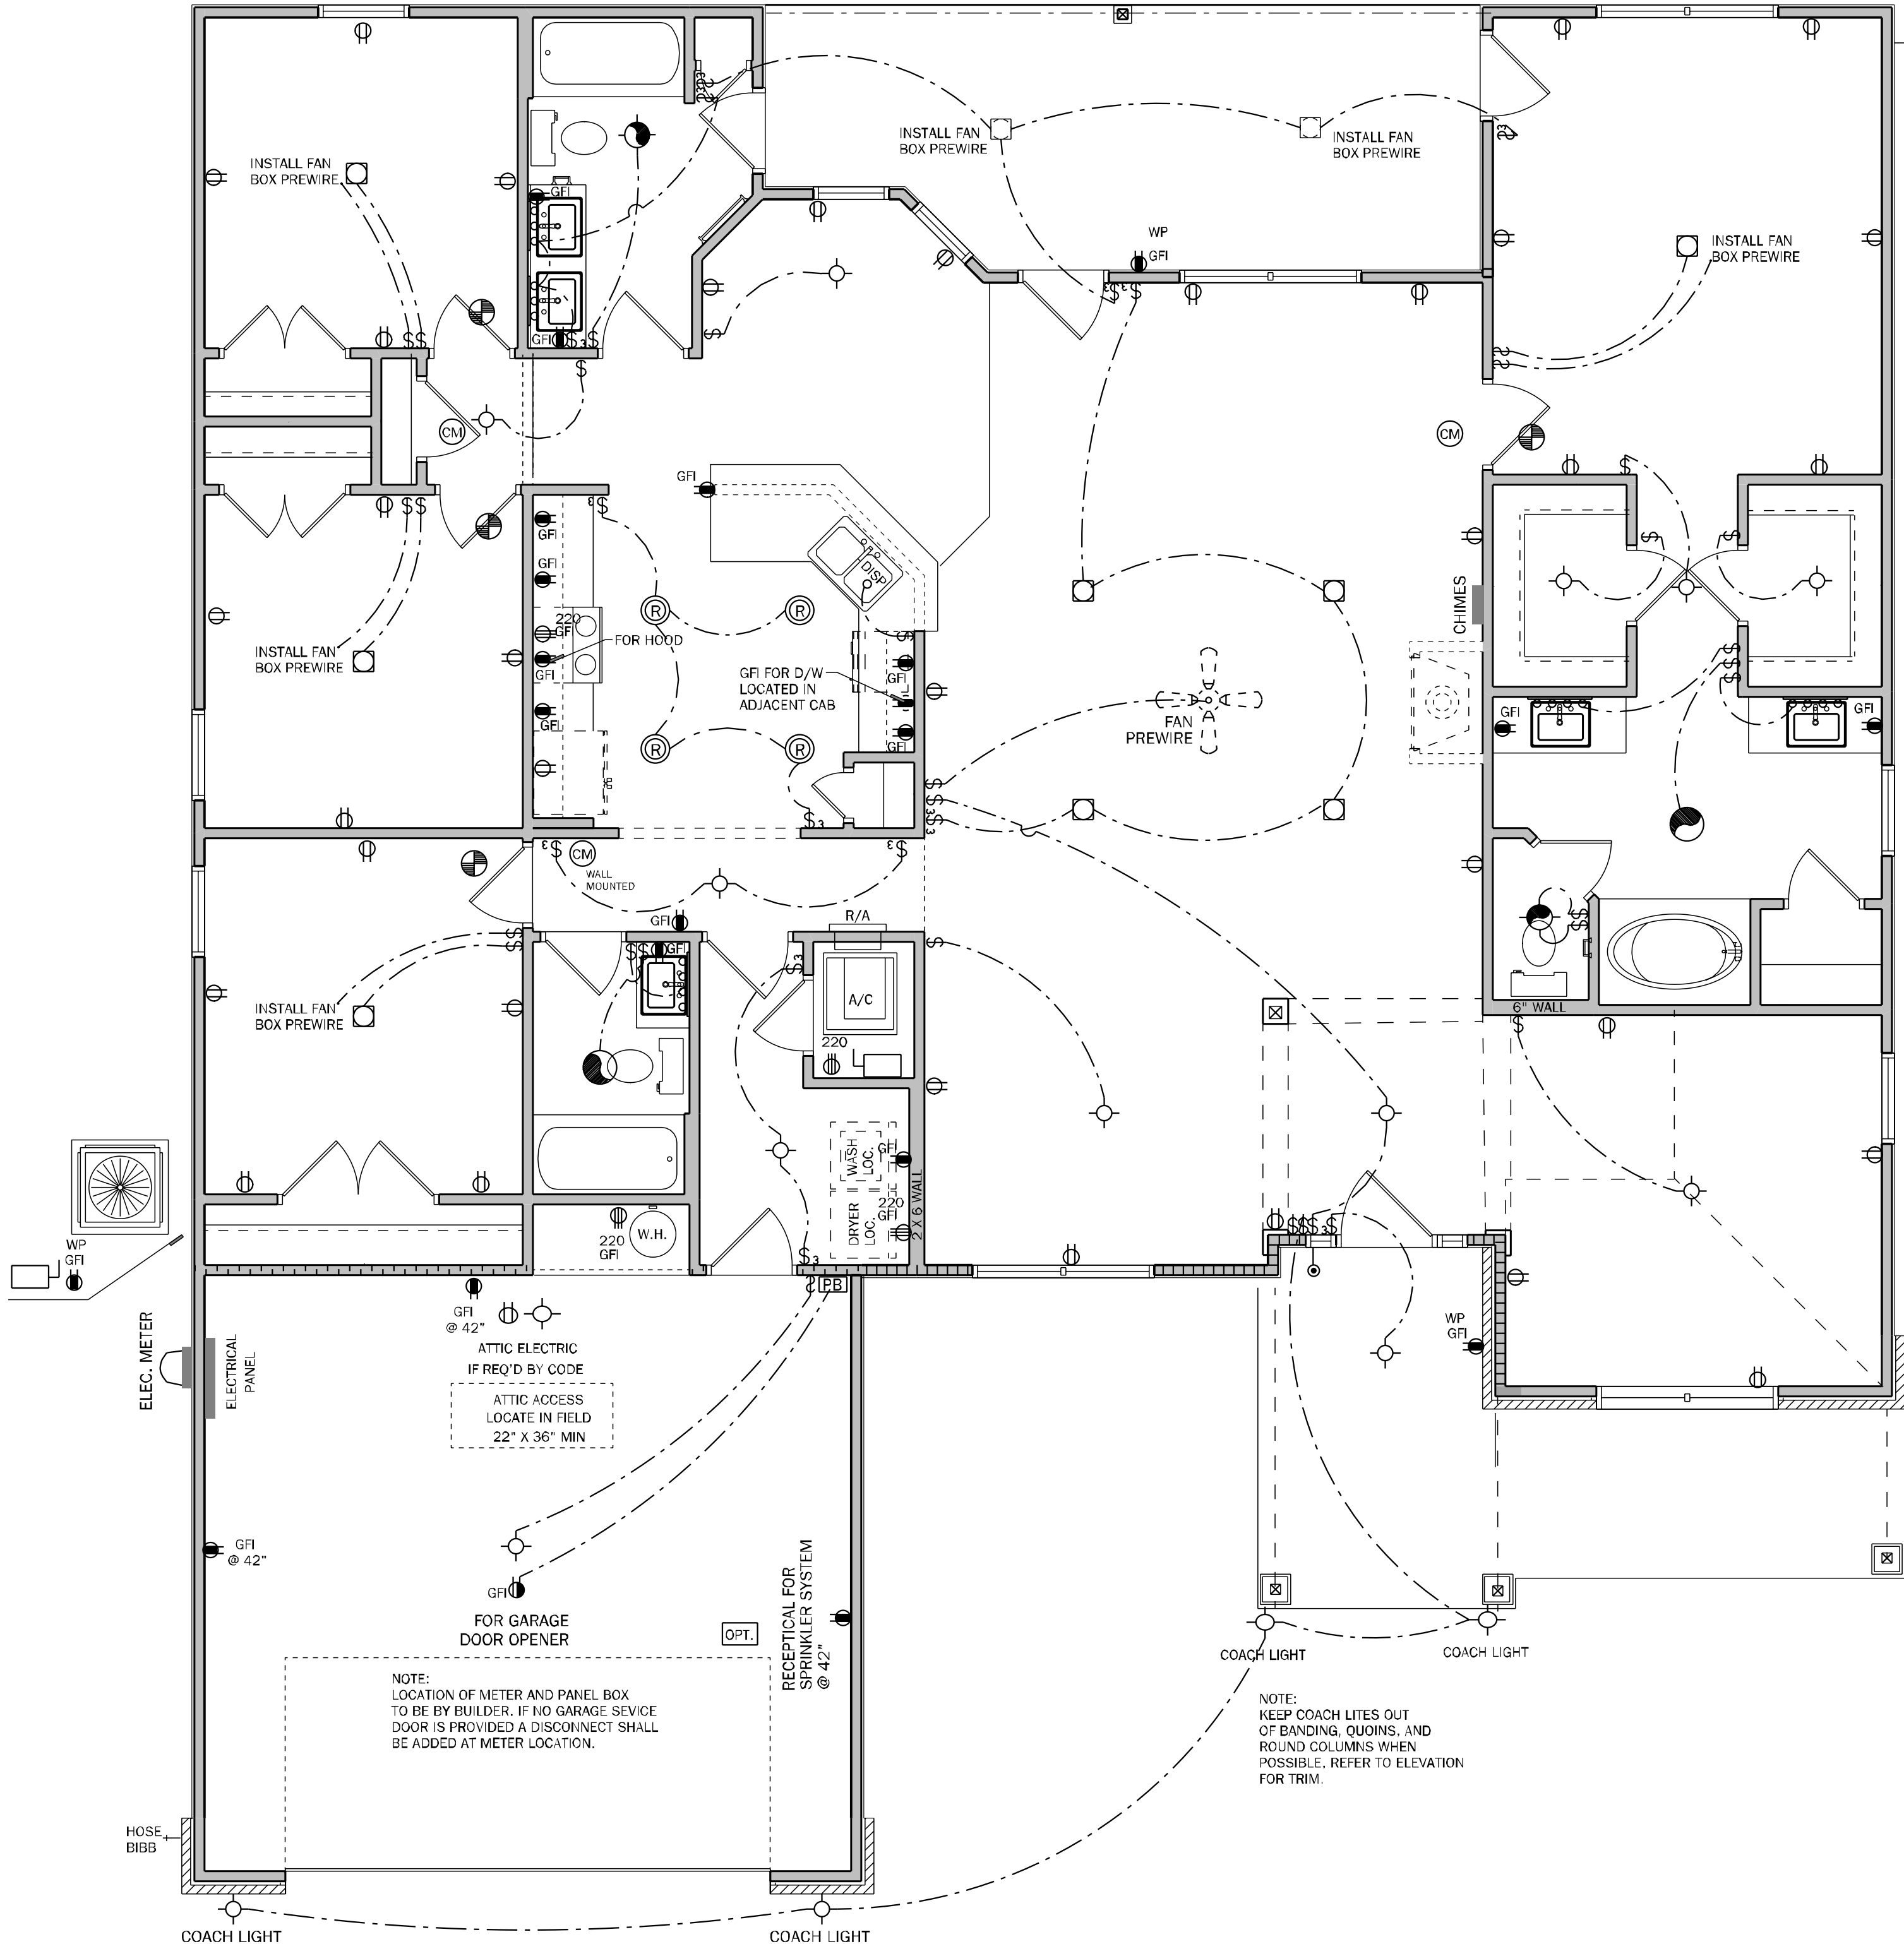 INSTALL FAN
BOX PREWIRE
INSTALL FAN
BOX PREWIRE
INSTALL FAN
BOX PREWIRE
INSTALL FAN
BOX PREWIRE
WP
GFI
GFI
GFI
CM
CM
GFI
GFI
GFI
DISP
220
GFI
FOR HOOD
GFI
GFI
R
R
R
R
INSTALL FAN
BOX PREWIRE
GFI FOR D/W
LOCATED IN
ADJACENT CAB
GFI
GFI
FAN
PREWIRE
CHIMES
GFI
GFI
CM
WALL
MOUNTED
GFI
GFI
R/A
A/C
220
INSTALL FAN
BOX PREWIRE
6" WALL
WASH
LOC.
GFI
DRYER
LOC.
220
GFI
2 X 6 WALL
W.H.
220
GFI
WP
GFI
PB
ELEC. METER
ELECTRICAL
PANEL
GFI
@ 42"
ATTIC ELECTRIC
IF REQ'D BY CODE
ATTIC ACCESS
LOCATE IN FIELD
22" X 36" MIN
WP
GFI
GFI
@ 42"
GFI
FOR GARAGE
DOOR OPENER
OPT.
RECEPTICAL FOR
SPRINKLER SYSTEM
@ 42"
NOTE:
LOCATION OF METER AND PANEL BOX
TO BE BY BUILDER. IF NO GARAGE SEVICE
DOOR IS PROVIDED A DISCONNECT SHALL
BE ADDED AT METER LOCATION.
COACH LIGHT
COACH LIGHT
NOTE:
KEEP COACH LITES OUT
OF BANDING, QUOINS, AND
ROUND COLUMNS WHEN
POSSIBLE, REFER TO ELEVATION
FOR TRIM.
HOSE
BIBB
COACH LIGHT
COACH LIGHT